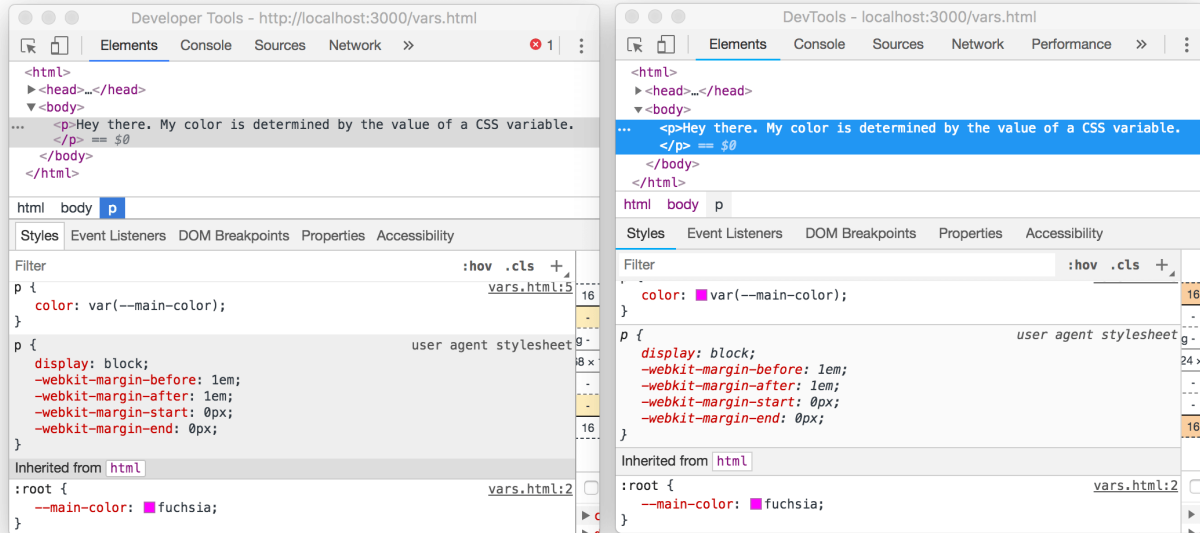 Developer Tools - http://localhost:3000/vars.html
Elements Console Sources Network » 1
<html>
<head>…</head>
<body>
<p>Hey there. My color is determined by the value of a CSS variable.
</p> == $0
</body>
</html>
html body p
Styles Event Listeners DOM Breakpoints Properties Accessibility
Filter :hov .cls +
p { vars.html:5
color: var(--main-color);
}
p { user agent stylesheet
display: block;
-webkit-margin-before: 1em;
-webkit-margin-after: 1em;
-webkit-margin-start: 0px;
-webkit-margin-end: 0px;
}
Inherited from html
:root { vars.html:2
--main-color: fuchsia;
}
16
-
-
-
16
DevTools - localhost:3000/vars.html
Elements Console Sources Network Performance »
<html>
<head>…</head>
<body>
<p>Hey there. My color is determined by the value of a CSS variable.
</p> == $0
</body>
</html>
html body p
Styles Event Listeners DOM Breakpoints Properties Accessibility
Filter :hov .cls +
color: var(--main-color);
}
p { user agent stylesheet
display: block;
-webkit-margin-before: 1em;
-webkit-margin-after: 1em;
-webkit-margin-start: 0px;
-webkit-margin-end: 0px;
}
Inherited from html
:root { vars.html:2
--main-color: fuchsia;
}
16
-
24 ×
-
-
16